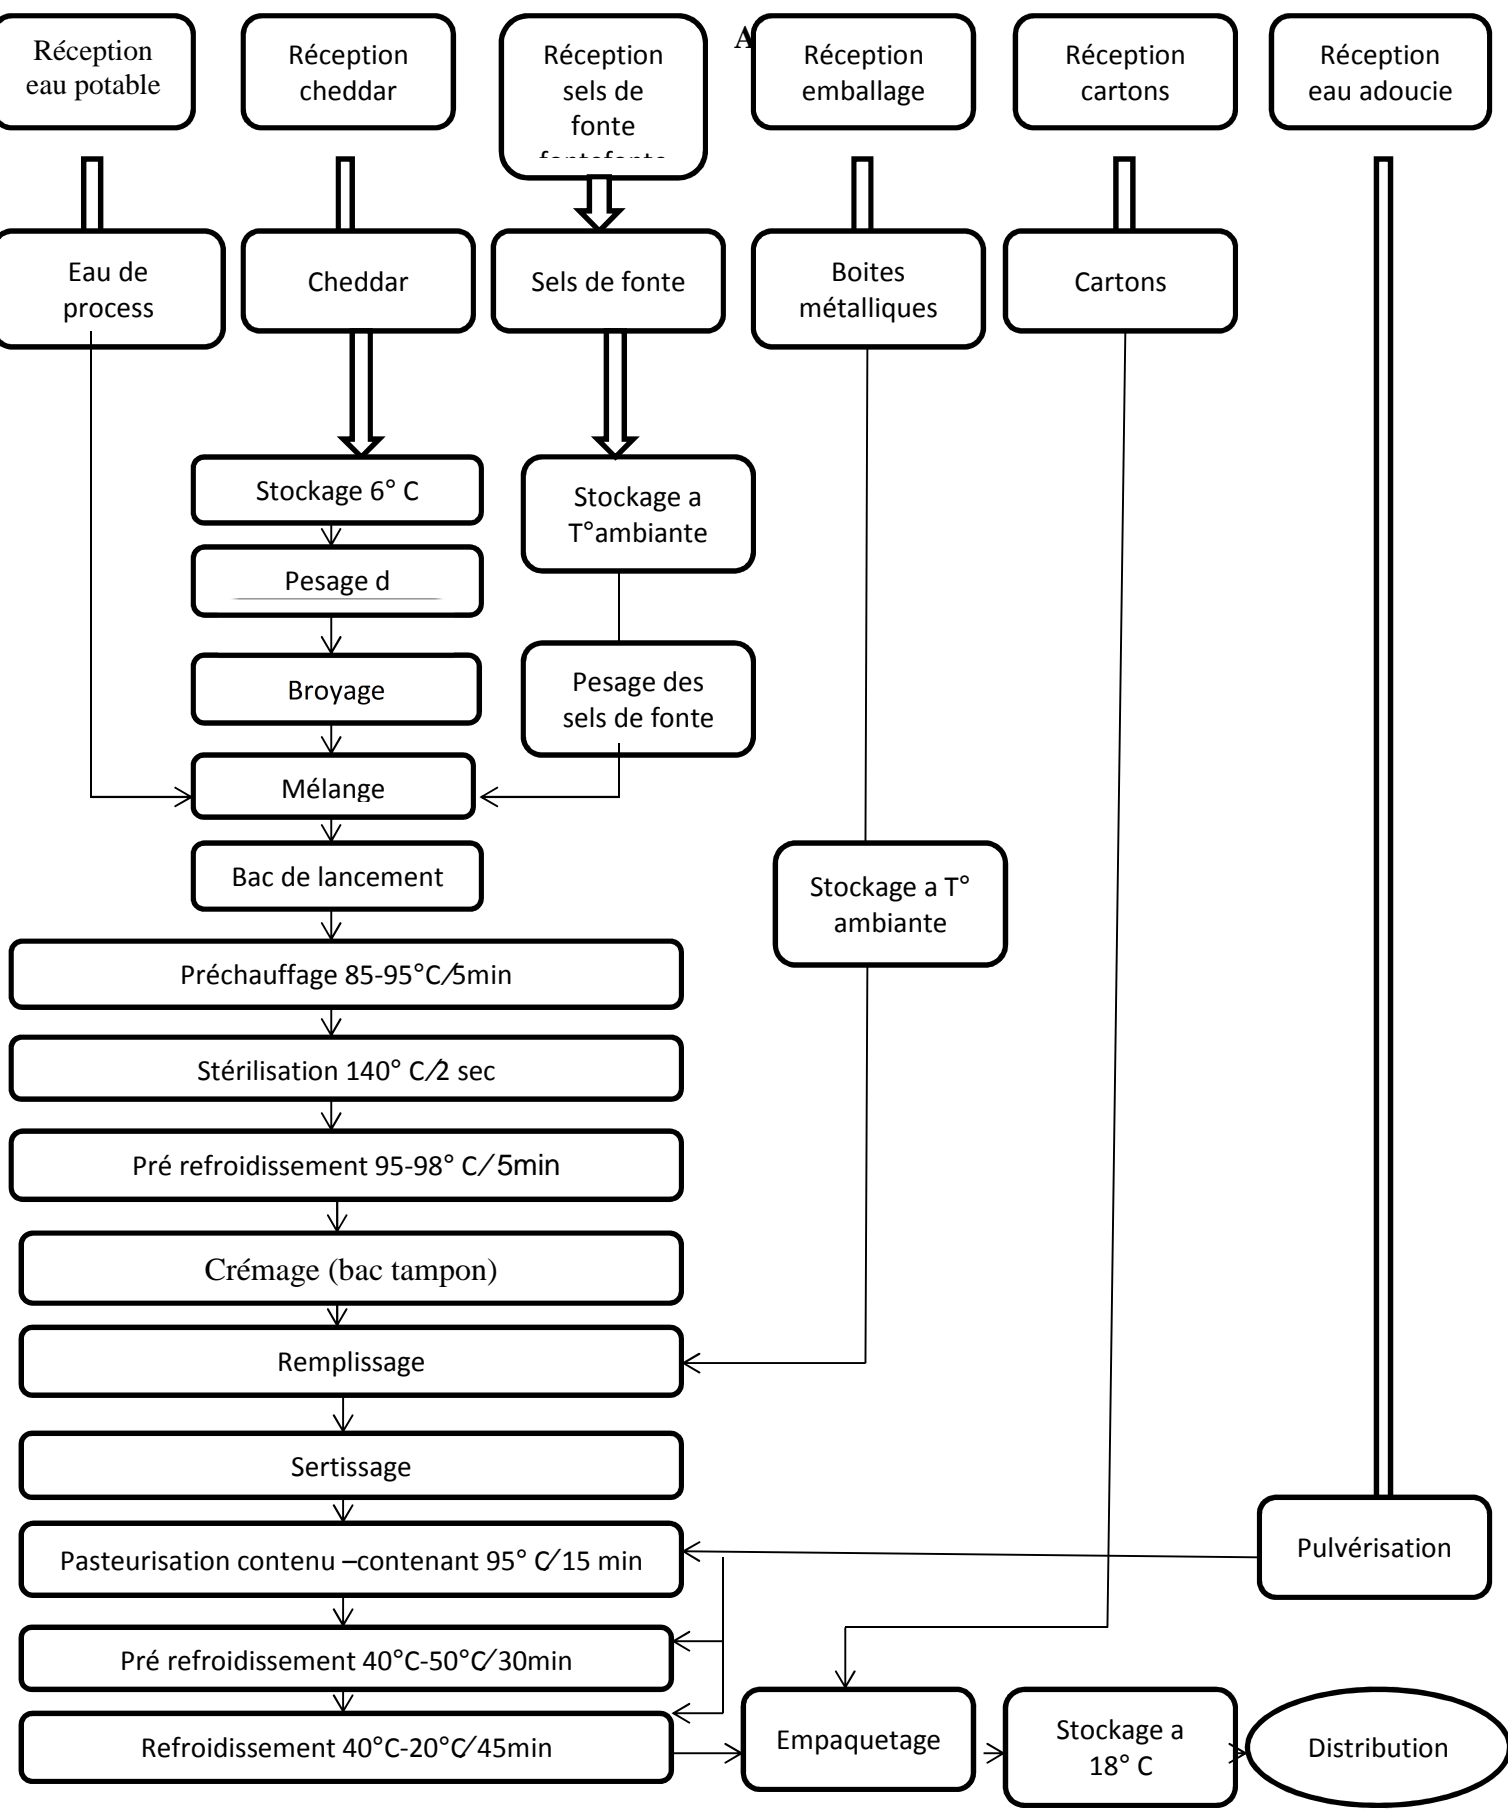 Réception
eau potable
Réception
cheddar
Réception
sels de
fonte
fontefonte
A
Réception
emballage
Réception
cartons
Réception
eau adoucie
Eau de
process
Cheddar
Sels de fonte
Boites
métalliques
Cartons
Stockage 6° C
Stockage a
T°ambiante
Pesage d
Broyage
Pesage des
sels de fonte
Mélange
Bac de lancement
Stockage a T°
ambiante
Préchauffage 85-95°C/5min
Stérilisation 140° C/2 sec
Pré refroidissement 95-98° C/ 5min
Crémage (bac tampon)
Remplissage
Sertissage
Pasteurisation contenu –contenant 95° C/ 15 min
Pulvérisation
Pré refroidissement 40°C-50°C/ 30min
Refroidissement 40°C-20°C/ 45min
Empaquetage
Stockage a
18° C
Distribution